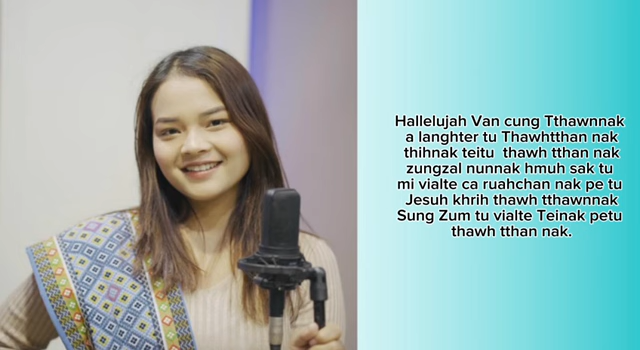 Hallelujah Van cung Tthawnnak
a langhter tu Thawhtthan nak
thihnak teitu thawh tthan nak
zungzal nunnak hmuh sak tu
mi vialte ca ruahchan nak pe tu
Jesuh khrih thawh tthawnnak
Sung Zum tu vialte Teinak petu
thawh tthan nak.